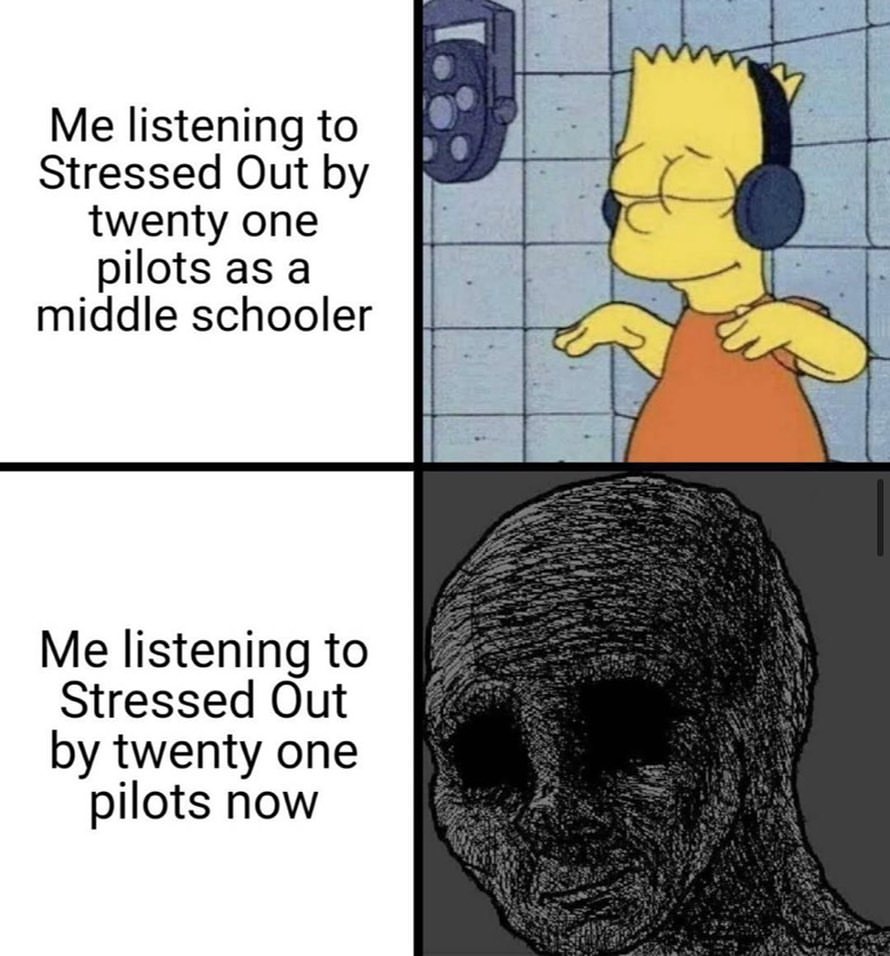 Me listening to
Stressed Out by
twenty one
pilots as a
middle schooler
Me listening to
Stressed Out
by twenty one
pilots now